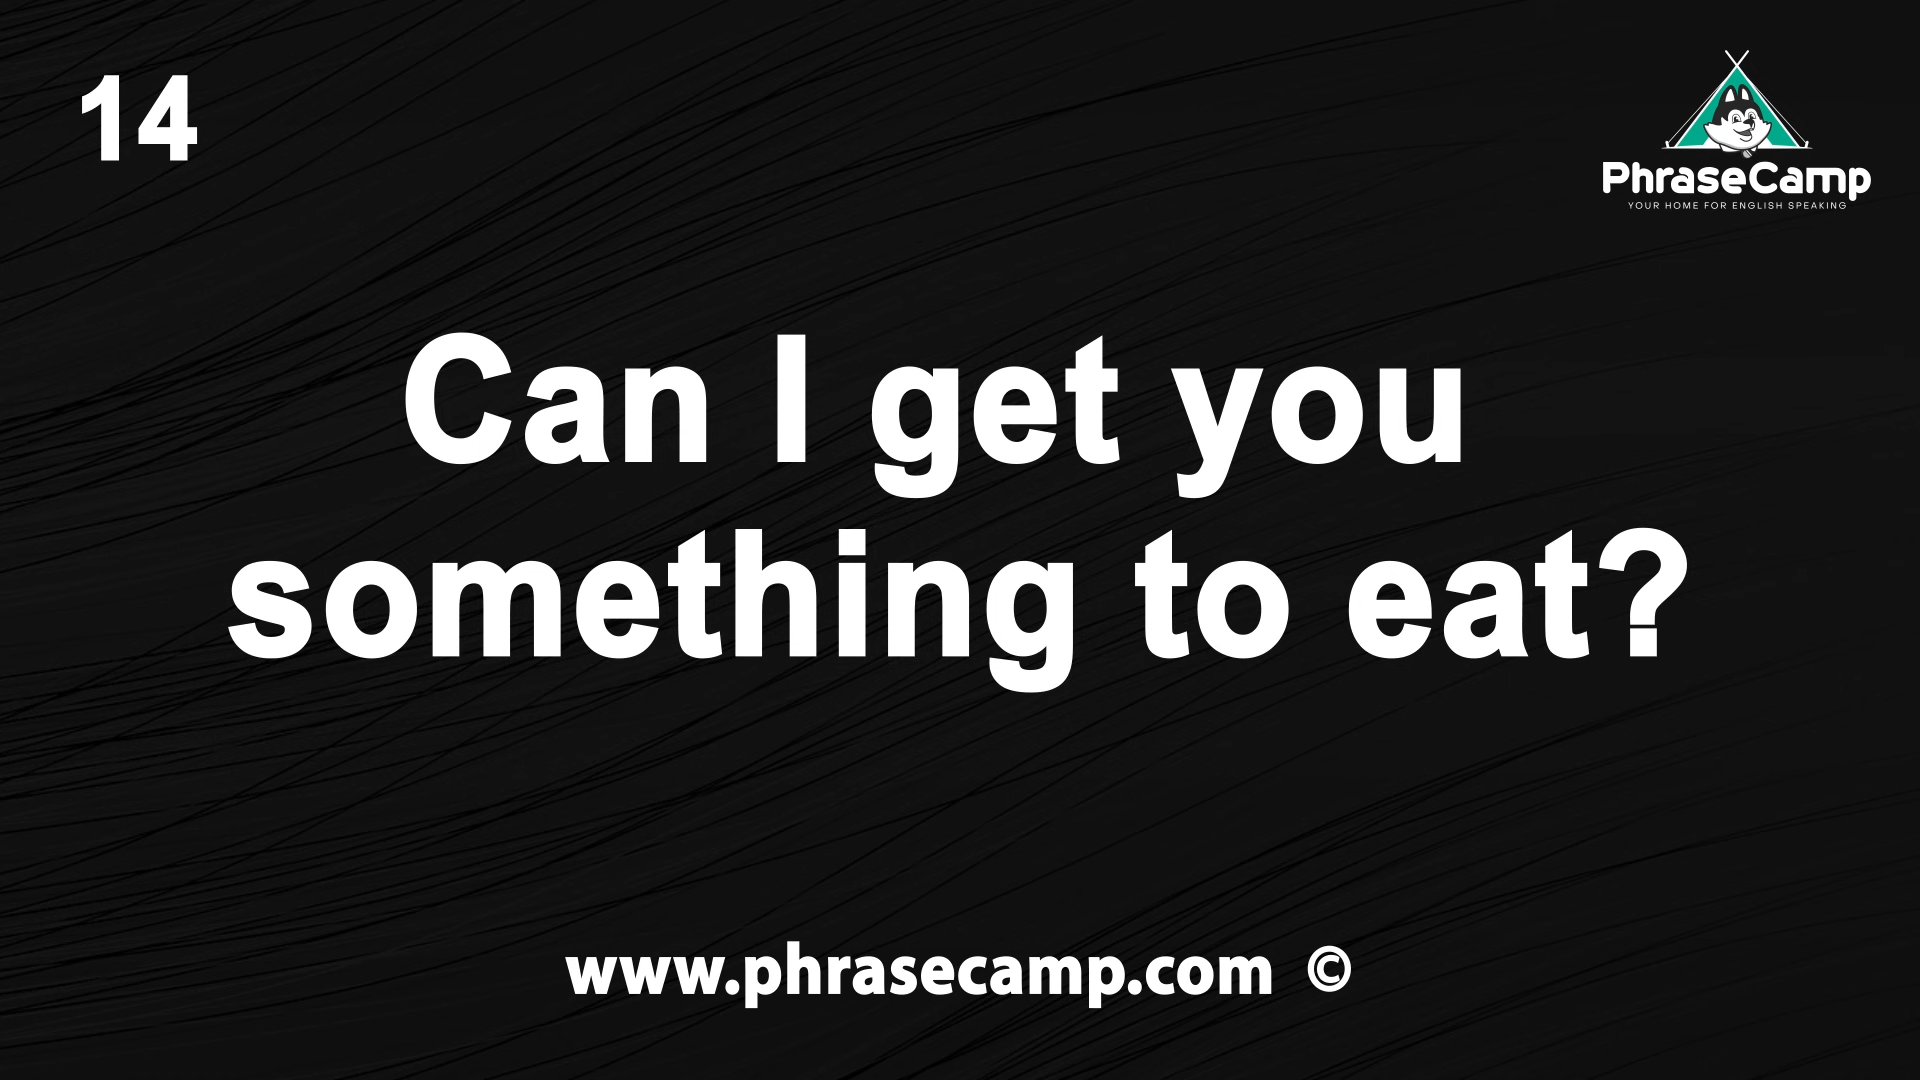 14
PhraseCamp
YOUR HOME FOR ENGLISH SPEAKING
Can I get you
something to eat?
www.phrasecamp.com ©